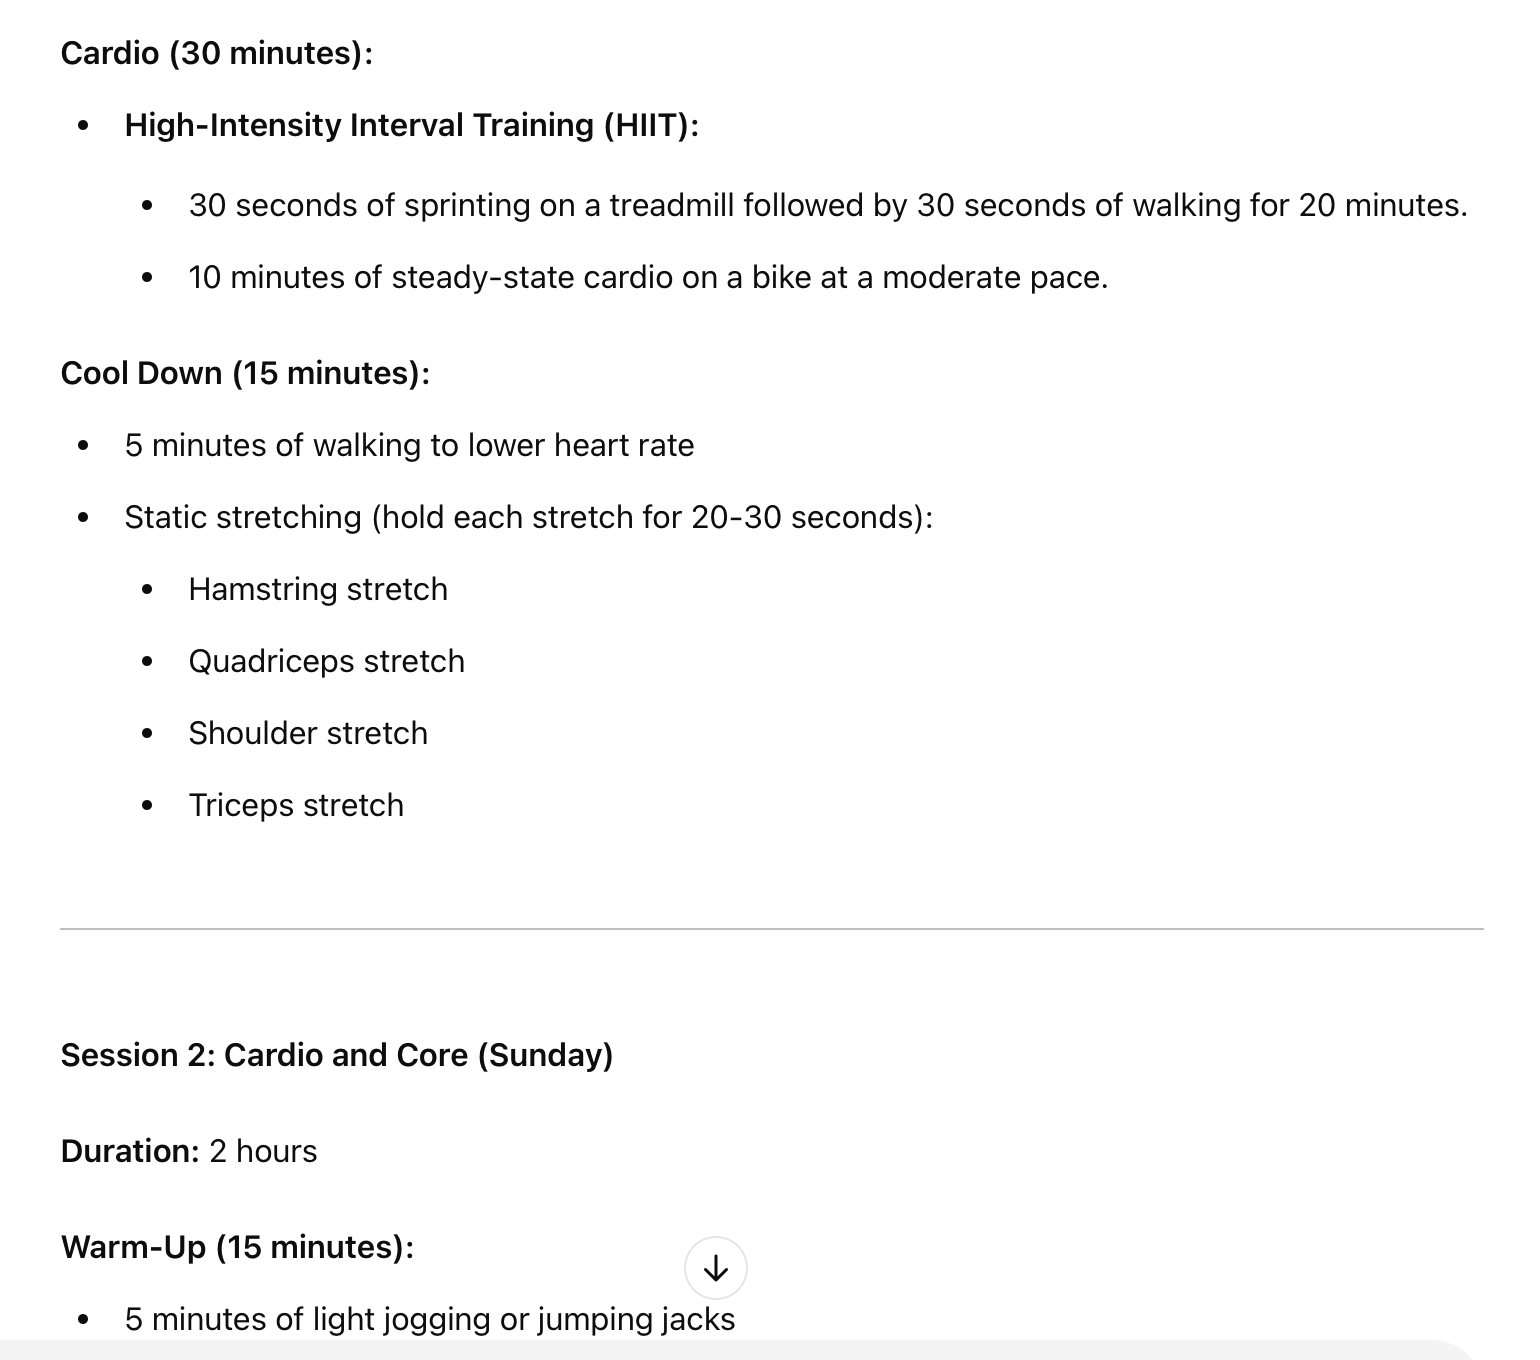 Cardio (30 minutes):
• High-Intensity Interval Training (HIIT):
• 30 seconds of sprinting on a treadmill followed by 30 seconds of walking for 20 minutes.
• 10 minutes of steady-state cardio on a bike at a moderate pace.
Cool Down (15 minutes):
• 5 minutes of walking to lower heart rate
• Static stretching (hold each stretch for 20-30 seconds):
• Hamstring stretch
• Quadriceps stretch
• Shoulder stretch
• Triceps stretch
Session 2: Cardio and Core (Sunday)
Duration: 2 hours
Warm-Up (15 minutes):
• 5 minutes of light jogging or jumping jacks